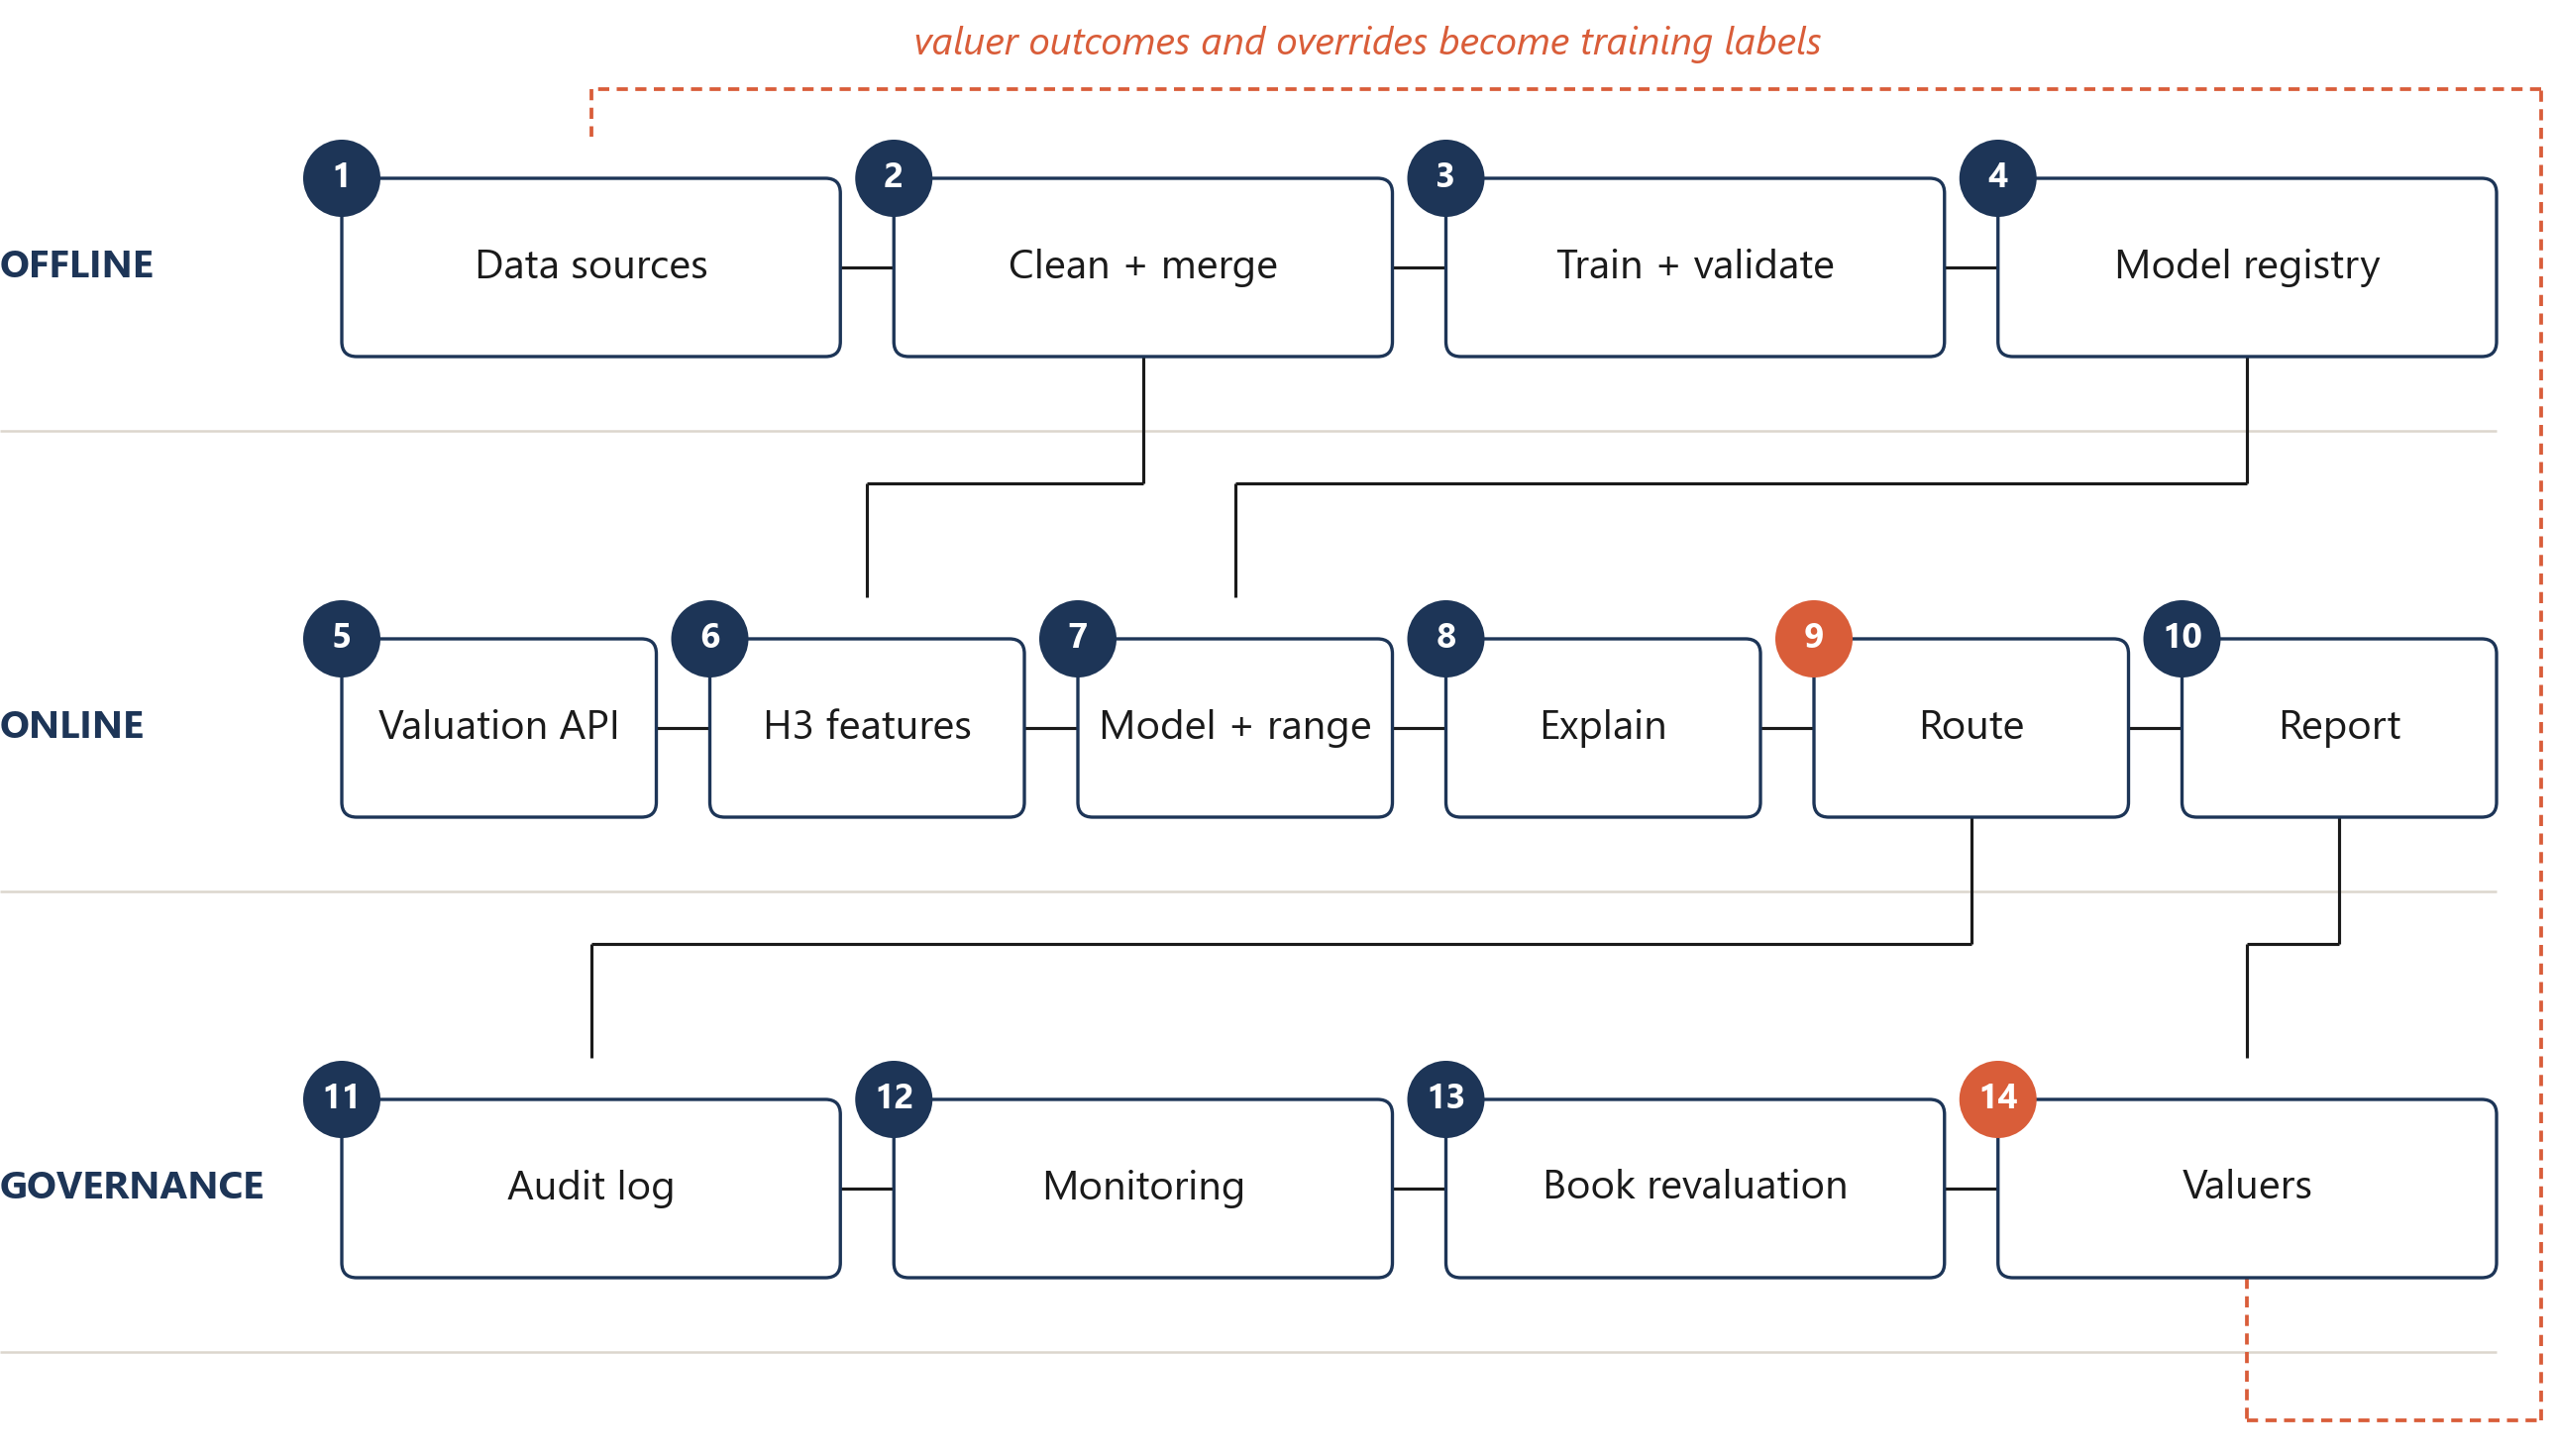 valuer outcomes and overrides become training labels
1
2
3
4
OFFLINE
Data sources
Clean + merge
Train + validate
Model registry
5
6
7
8
9
10
ONLINE
Valuation API
H3 features
Model + range
Explain
Route
Report
11
12
13
14
GOVERNANCE
Audit log
Monitoring
Book revaluation
Valuers